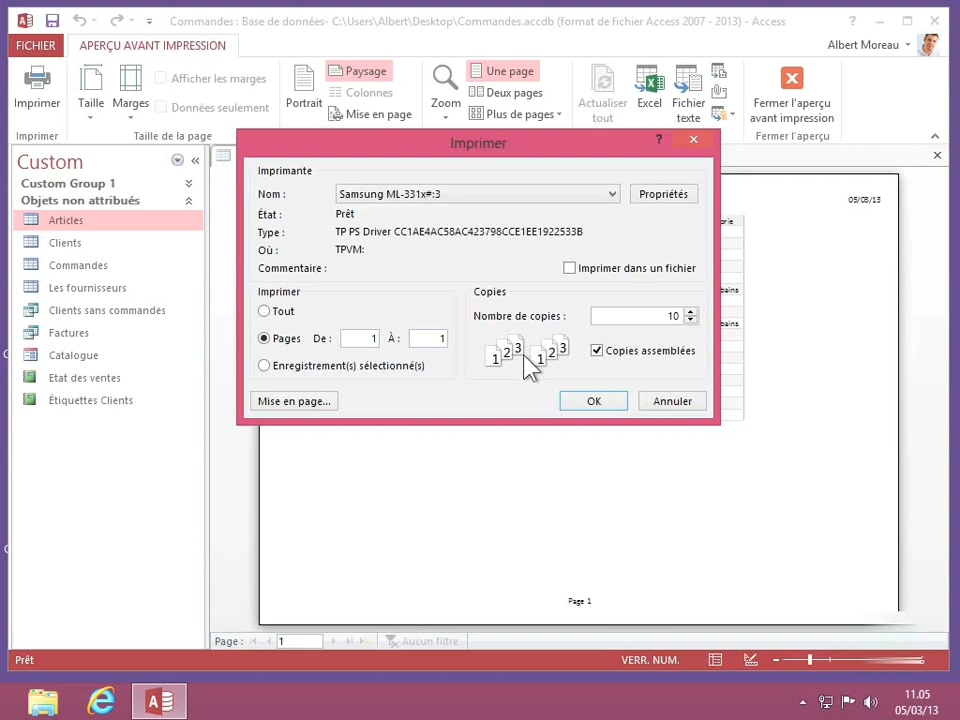 Commandes : Base de données- C:\Users\Albert\Desktop\Commandes.accdb (format de fichier Access 2007 - 2013) - Access
FICHIER
APERÇU AVANT IMPRESSION
Albert Moreau
Imprimer
Taille
Marges
Afficher les marges
Données seulement
Portrait
Paysage
Colonnes
Mise en page
Zoom
Une page
Deux pages
Plus de pages
Actualiser tout
Excel
Fichier texte
Fermer l'aperçu avant impression
Imprimer
Taille de la page
Fermer l'aperçu
Custom
Custom Group 1
Objets non attribués
Articles
Clients
Commandes
Les fournisseurs
Clients sans commandes
Factures
Catalogue
Etat des ventes
Étiquettes Clients
Imprimer
Imprimante
Nom :
Samsung ML-331x#:3
Propriétés
État :
Prêt
Type :
TP PS Driver CC1AE4AC58AC423798CCE1EE1922533B
Où :
TPVM:
Commentaire :
Imprimer dans un fichier
Imprimer
Tout
Pages
De :
1
À :
1
Enregistrement(s) sélectionné(s)
Copies
Nombre de copies :
10
1 2 3 1 2 3
Copies assemblées
Mise en page...
OK
Annuler
05/03/13
Page 1
Page :
1
Aucun filtre
Prêt
VERR. NUM.
11.05
05/03/13